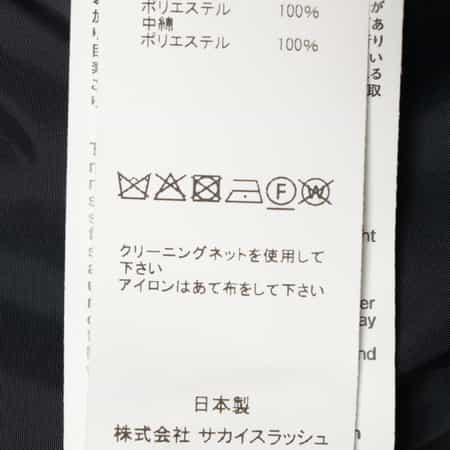 ポリエステル 100%
中綿
ポリエステル 100%
F W
クリーニングネットを使用して
下さい
アイロンはあて布をして下さい
日本製
株式会社 サカイスラッシュ